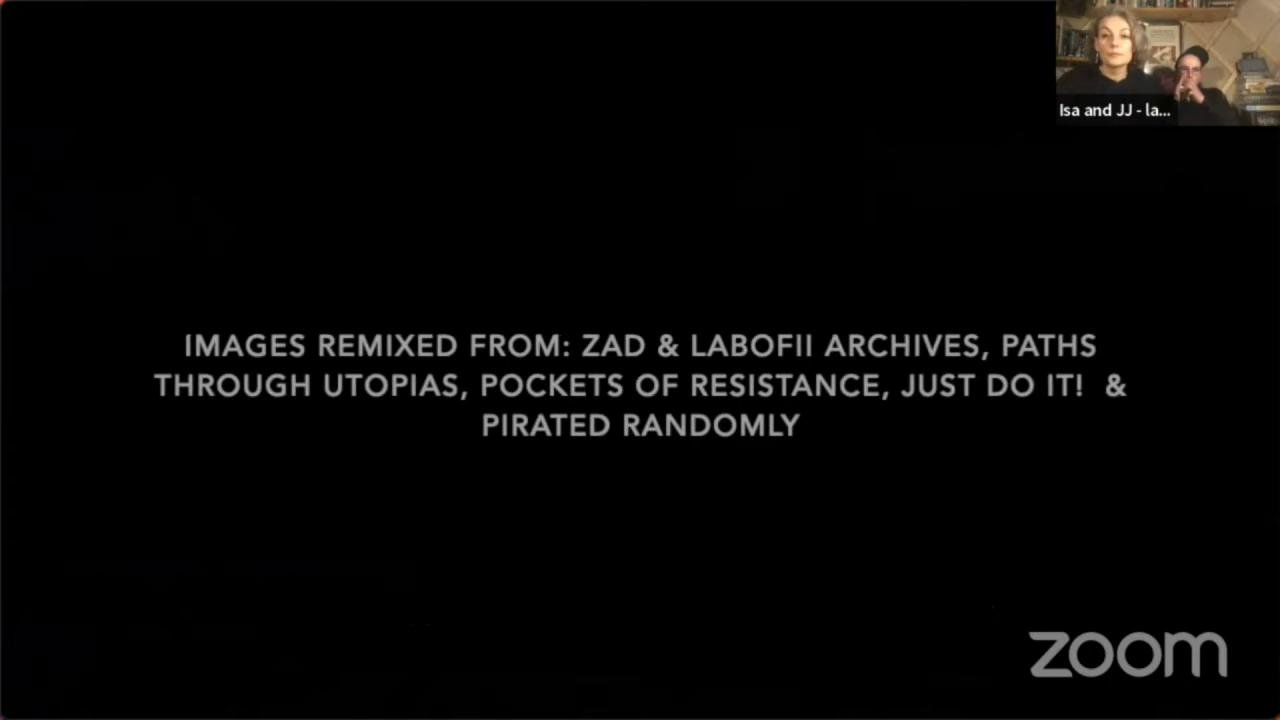 Isa and JJ - la...
IMAGES REMIXED FROM: ZAD & LABOFII ARCHIVES, PATHS
THROUGH UTOPIAS, POCKETS OF RESISTANCE, JUST DO IT! &
PIRATED RANDOMLY
zoom